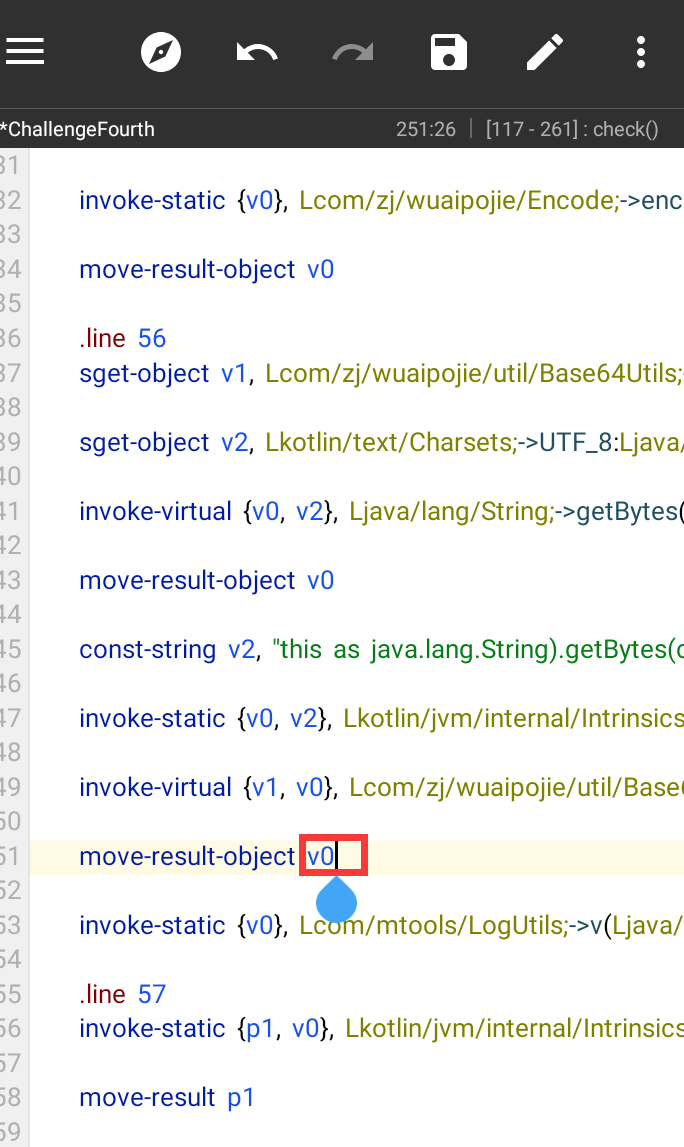 *ChallengeFourth 251:26 [117 - 261] : check()
31
32 invoke-static {v0}, Lcom/zj/wuaipojie/Encode;->enc
33
34 move-result-object v0
35
36 .line 56
37 sget-object v1, Lcom/zj/wuaipojie/util/Base64Utils;
38
39 sget-object v2, Lkotlin/text/Charsets;->UTF_8:Ljava/
40
41 invoke-virtual {v0, v2}, Ljava/lang/String;->getBytes(
42
43 move-result-object v0
44
45 const-string v2, "this as java.lang.String).getBytes(c
46
47 invoke-static {v0, v2}, Lkotlin/jvm/internal/Intrinsics
48
49 invoke-virtual {v1, v0}, Lcom/zj/wuaipojie/util/Base6
50
51 move-result-object v0
52
53 invoke-static {v0}, Lcom/mtools/LogUtils;->v(Ljava/
54
55 .line 57
56 invoke-static {p1, v0}, Lkotlin/jvm/internal/Intrinsics
57
58 move-result p1
59